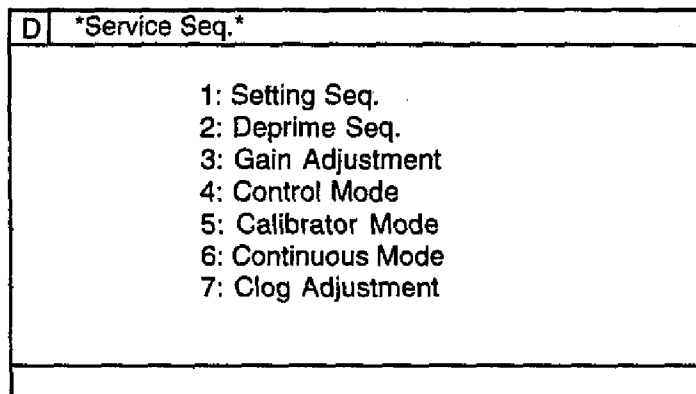 D *Service Seq.*
1: Setting Seq.
2: Deprime Seq.
3: Gain Adjustment
4: Control Mode
5: Calibrator Mode
6: Continuous Mode
7: Clog Adjustment